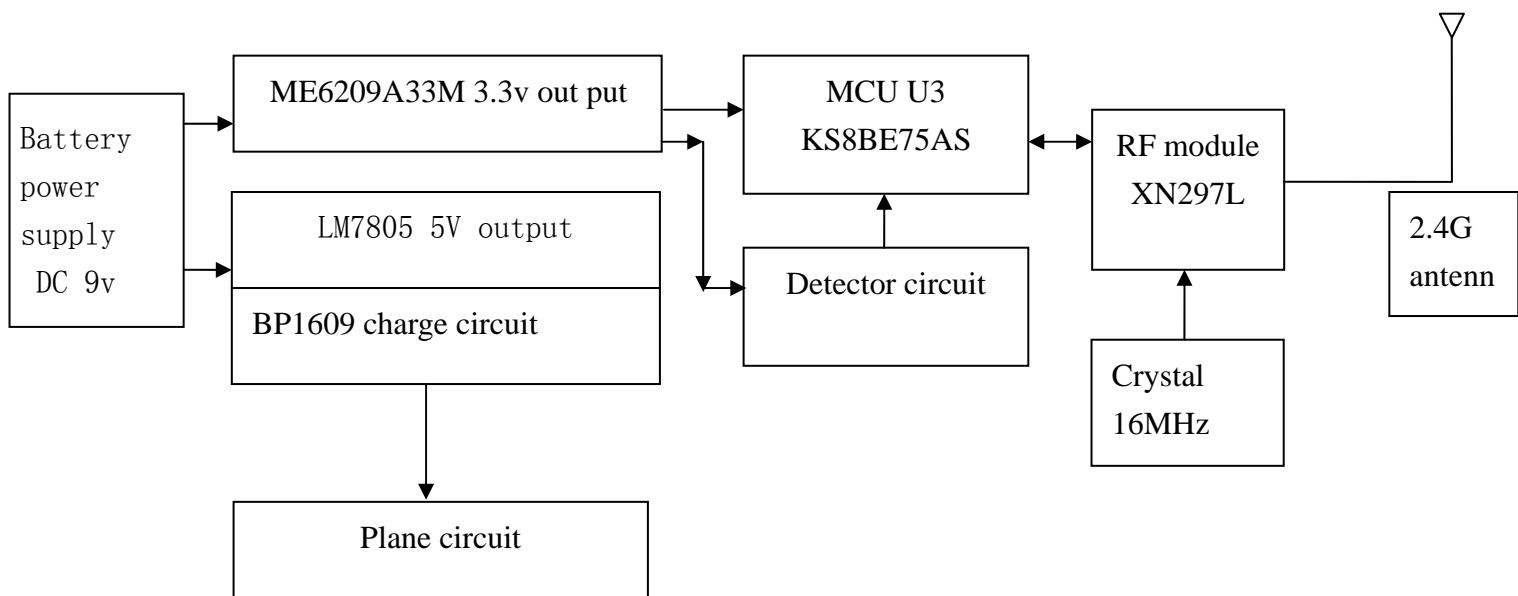 Battery
power
supply
DC 9v
ME6209A33M 3.3v out put
LM7805 5V output
BP1609 charge circuit
Plane circuit
MCU U3
KS8BE75AS
Detector circuit
RF module
XN297L
Crystal
16MHz
2.4G
antenn